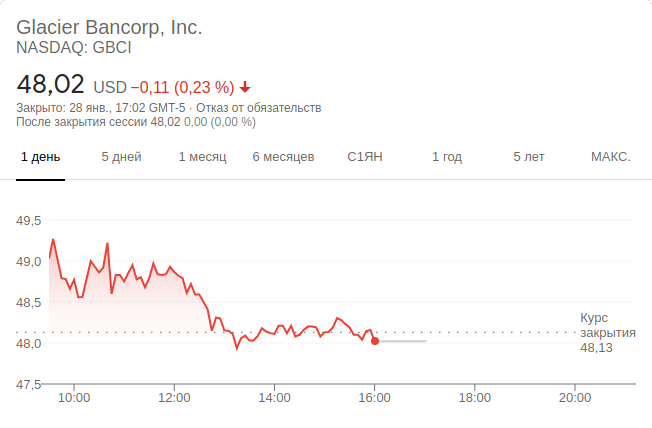 Glacier Bancorp, Inc.
NASDAQ: GBCI
48,02 USD −0,11 (0,23 %)
Закрыто: 28 янв., 17:02 GMT-5 · Отказ от обязательств
После закрытия сессии 48,02 0,00 (0,00 %)
1 день 5 дней 1 месяц 6 месяцев С1ЯН 1 год 5 лет МАКС.
49,5
49,0
48,5
Курс
закрытия
48,13
48,0
47,5
10:00 12:00 14:00 16:00 18:00 20:00